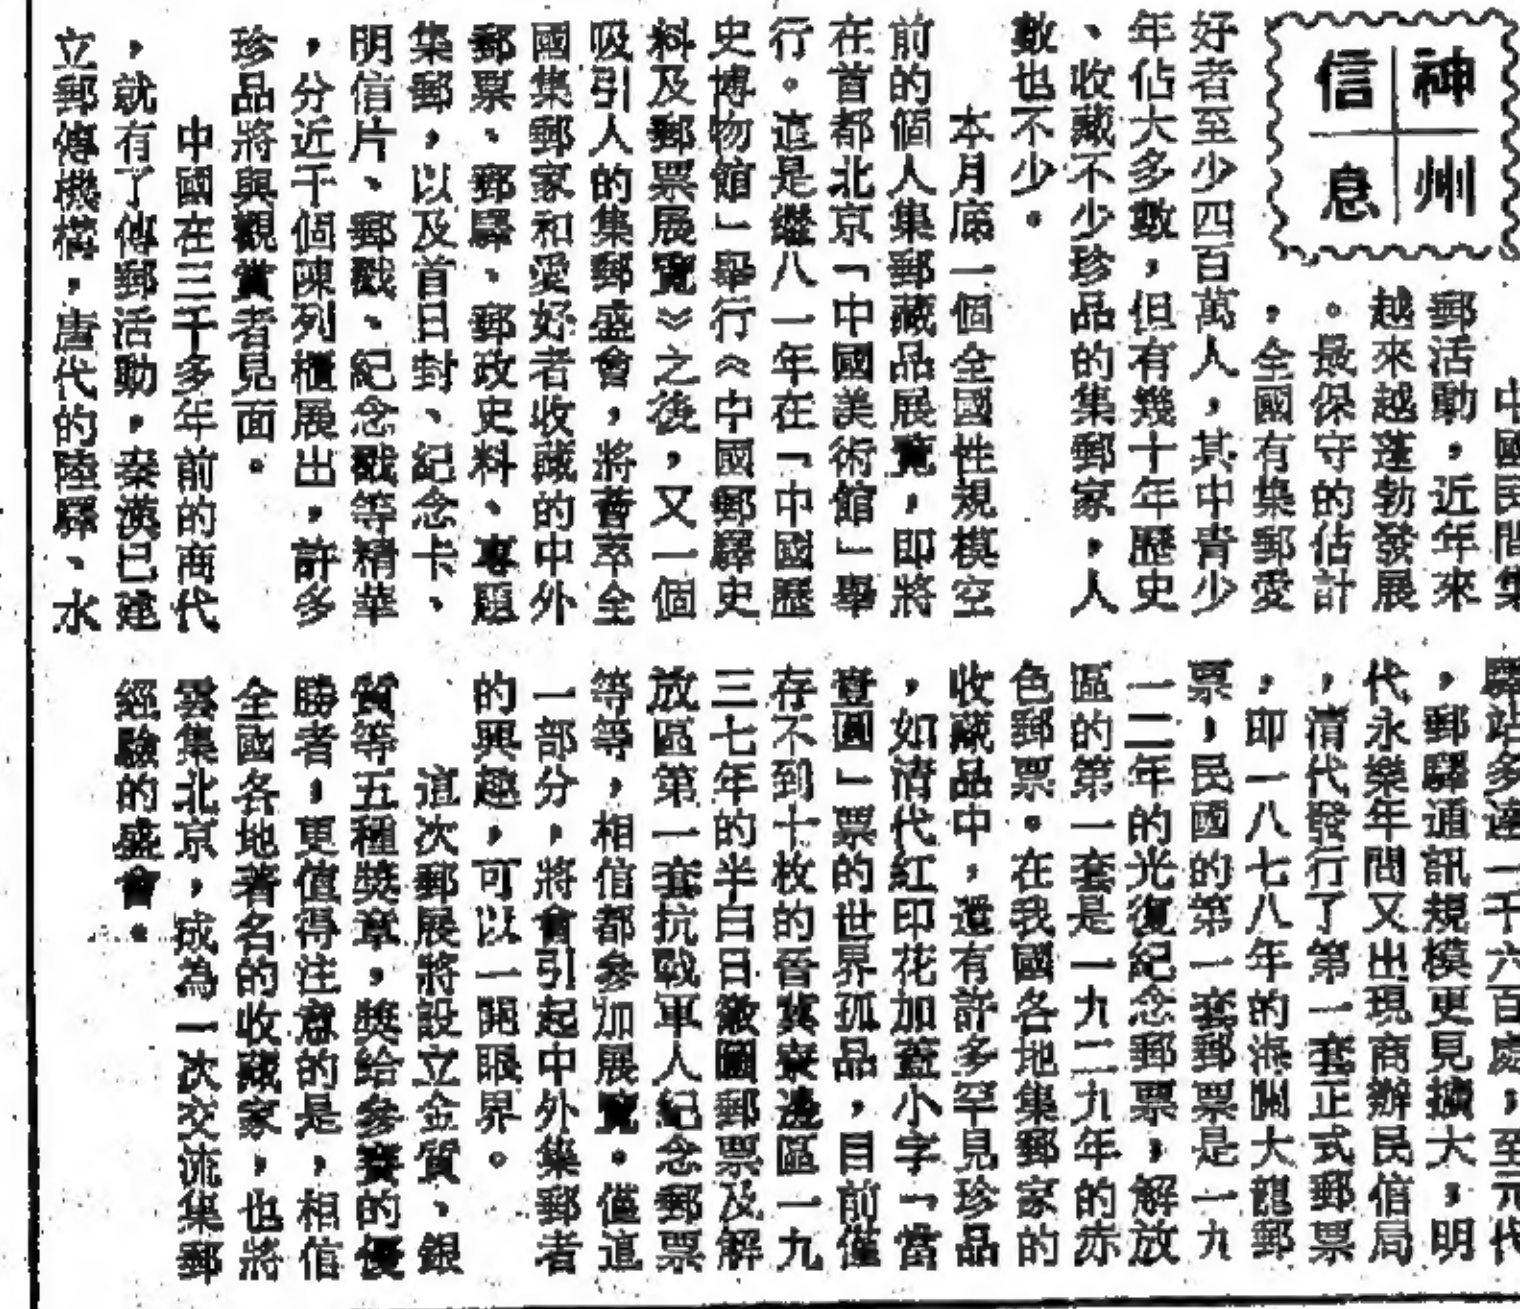 神州
信息
中國民間集
郵活動，近年來
越來越蓬勃發展
。最保守的估計
，全國有集郵愛
好者至少四百萬人，其中青少
年佔大多數，但有幾十年歷史
、收藏不少珍品的集郵家，人
數也不少。
本月底一個全國性規模空
前的個人集郵藏品展覽，即將
在首都北京「中國美術館」舉
行。這是繼八一年在「中國歷
史博物館」舉行《中國郵驛史
料及郵票展覽》之後，又一個
吸引人的集郵盛會，將薈萃全
國集郵家和愛好者收藏的中外
郵票、郵驛、郵政史料、專題
集郵，以及首日封、紀念卡、
明信片、郵戳、紀念戳等精華
，分近千個陳列櫃展出，許多
珍品將與觀賞者見面。
中國在三千多年前的商代
，就有了傳郵活動，秦漢已建
立郵傳機構，唐代的陸驛、水
驛站多達一千六百處，至元代
，郵驛通訊規模更見擴大，明
代永樂年間又出現商辦民信局
，清代發行了第一套正式郵票
，即一八七八年的海關大龍郵
票，民國的第一套郵票是一九
一二年的光復紀念郵票，解放
區的第一套是一九二九年的赤
色郵票。在我國各地集郵家的
收藏品中，還有許多罕見珍品
，如清代紅印花加蓋小字「當
壹圓」票的世界孤品，目前僅
存不到十枚的晉冀察邊區一九
三七年的半白日徽圖郵票及解
放區第一套抗戰軍人紀念郵票
等等，相信都參加展覽。僅這
一部分，將會引起中外集郵者
的興趣，可以一開眼界。
這次郵展將設立金質、銀
質等五種獎章，獎給參賽的優
勝者，更值得注意的是，相信
全國各地著名的收藏家，也將
雲集北京，成為一次交流集郵
經驗的盛會。